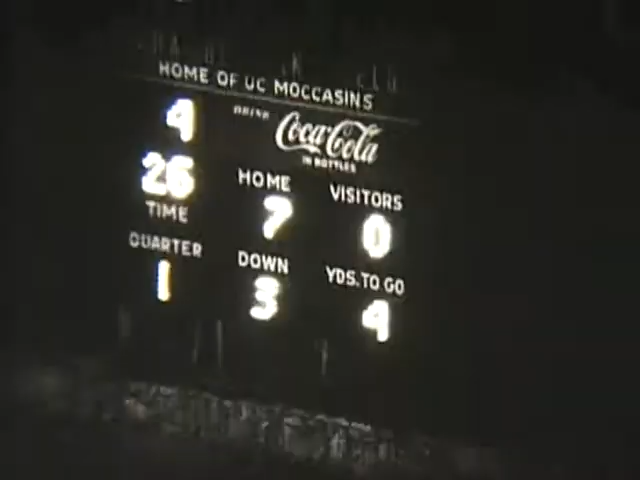 HOME OF UC MOCCASINS
4
DRINK
Coca-Cola
IN BOTTLES
26
HOME
VISITORS
TIME
7
0
QUARTER
DOWN
YDS. TO GO
1
3
4